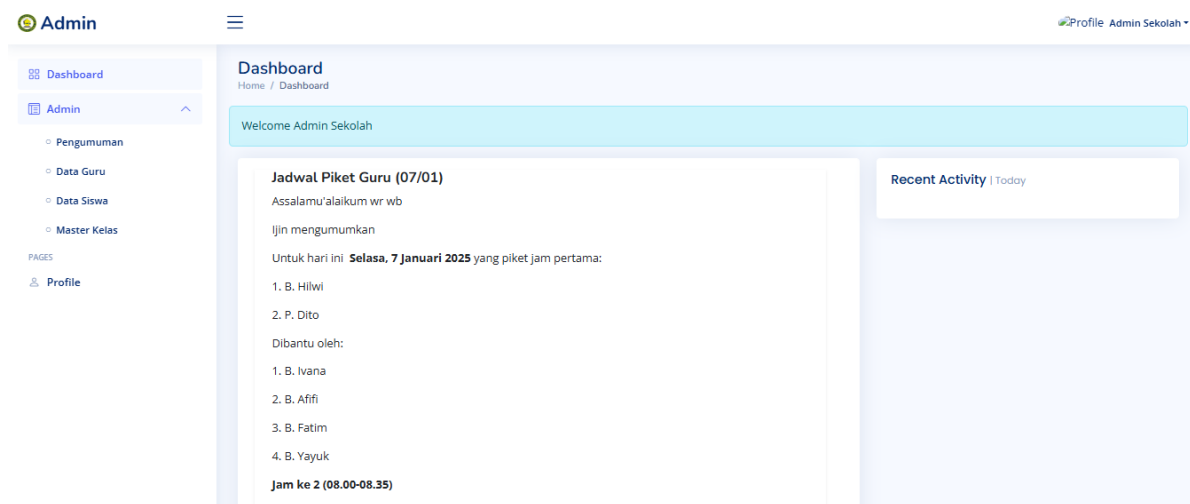 Admin
Profile Admin Sekolah
Dashboard
Admin
Pengumuman
Data Guru
Data Siswa
Master Kelas
PAGES
Profile
Dashboard
Home / Dashboard
Welcome Admin Sekolah
Jadwal Piket Guru (07/01)
Assalamu'alaikum wr wb
Ijin mengumumkan
Untuk hari ini Selasa, 7 Januari 2025 yang piket jam pertama:
1. B. Hilwi
2. P. Dito
Dibantu oleh:
1. B. Ivana
2. B. Afifi
3. B. Fatim
4. B. Yayuk
Jam ke 2 (08.00-08.35)
Recent Activity | Today